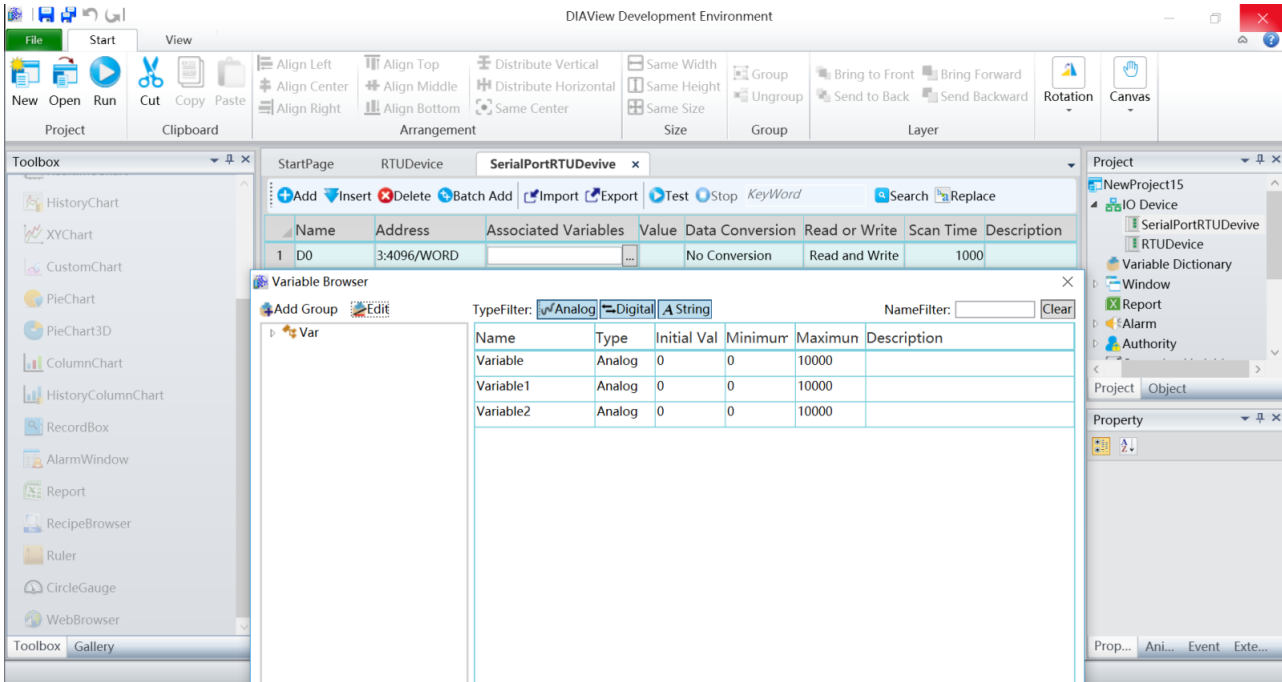 DIAView Development Environment
File Start View
New Open Run
Project
Cut Copy Paste
Clipboard
Align Left Align Top Distribute Vertical
Align Center Align Middle Distribute Horizontal
Align Right Align Bottom Same Center
Arrangement
Same Width
Same Height
Same Size
Size
Group
Ungroup
Group
Bring to Front Bring Forward
Send to Back Send Backward
Layer
Rotation
Canvas
Toolbox
HistoryChart
XYChart
CustomChart
PieChart
PieChart3D
ColumnChart
HistoryColumnChart
RecordBox
AlarmWindow
Report
RecipeBrowser
Ruler
CircleGauge
WebBrowser
Toolbox Gallery
StartPage RTUDevice SerialPortRTUDevive x
Add Insert Delete Batch Add Import Export Test Stop KeyWord Search Replace
Name Address Associated Variables Value Data Conversion Read or Write Scan Time Description
1 D0 3:4096/WORD ... No Conversion Read and Write 1000
Variable Browser
Add Group Edit TypeFilter: Analog Digital A String NameFilter: Clear
Var
Name Type Initial Val Minimum Maximun Description
Variable Analog 0 0 10000
Variable1 Analog 0 0 10000
Variable2 Analog 0 0 10000
Project
NewProject15
IO Device
SerialPortRTUDevive
RTUDevice
Variable Dictionary
Window
Report
Alarm
Authority
Project Object
Property
Prop... Ani... Event Exte...